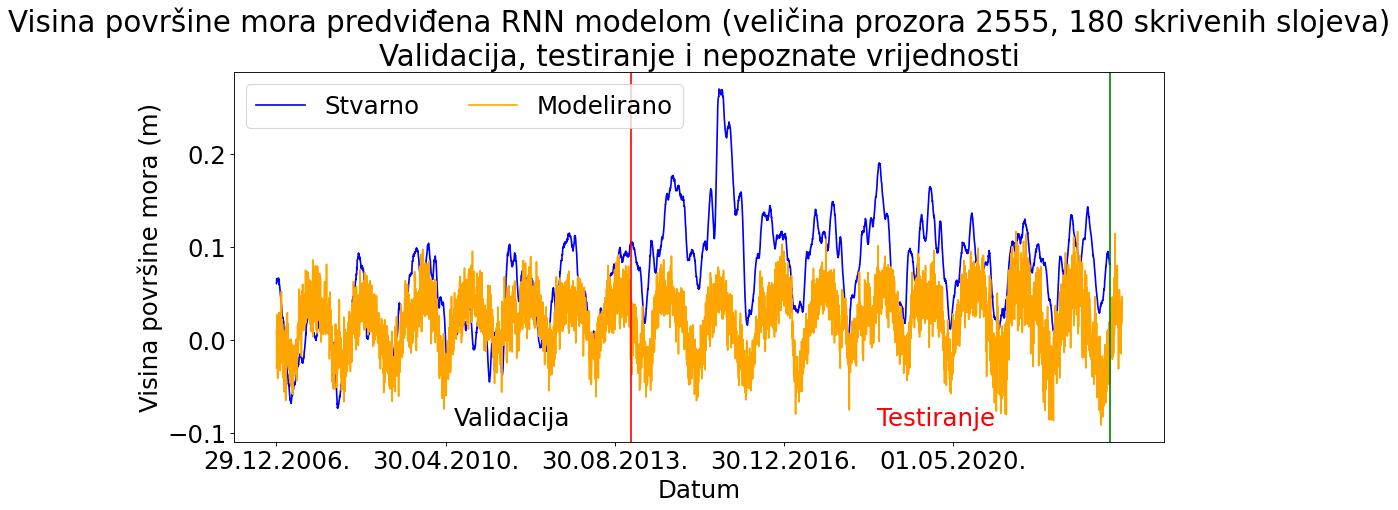 Visina površine mora predviđena RNN modelom (veličina prozora 2555, 180 skrivenih slojeva)
Validacija, testiranje i nepoznate vrijednosti
Stvarno Modelirano
Visina površine mora (m)
0.2
0.1
0.0
−0.1
Validacija Testiranje
29.12.2006. 30.04.2010. 30.08.2013. 30.12.2016. 01.05.2020.
Datum